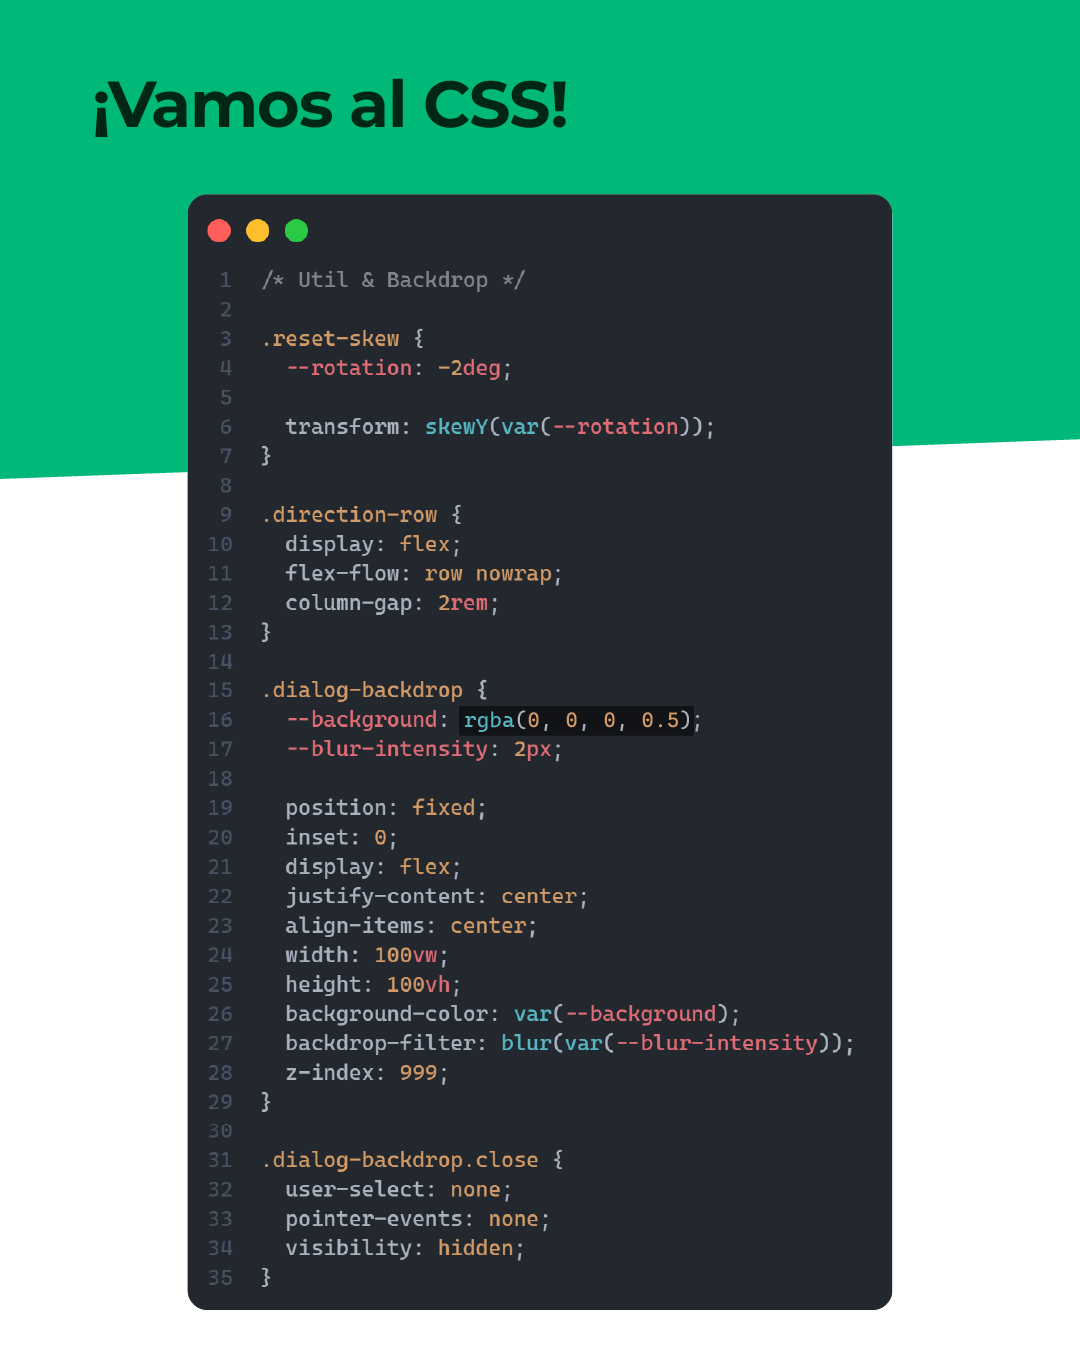 ¡Vamos al CSS!
1 /* Util & Backdrop */
2
3 .reset-skew {
4   --rotation: -2deg;
5
6   transform: skewY(var(--rotation));
7 }
8
9 .direction-row {
10   display: flex;
11   flex-flow: row nowrap;
12   column-gap: 2rem;
13 }
14
15 .dialog-backdrop {
16   --background: rgba(0, 0, 0, 0.5);
17   --blur-intensity: 2px;
18
19   position: fixed;
20   inset: 0;
21   display: flex;
22   justify-content: center;
23   align-items: center;
24   width: 100vw;
25   height: 100vh;
26   background-color: var(--background);
27   backdrop-filter: blur(var(--blur-intensity));
28   z-index: 999;
29 }
30
31 .dialog-backdrop.close {
32   user-select: none;
33   pointer-events: none;
34   visibility: hidden;
35 }